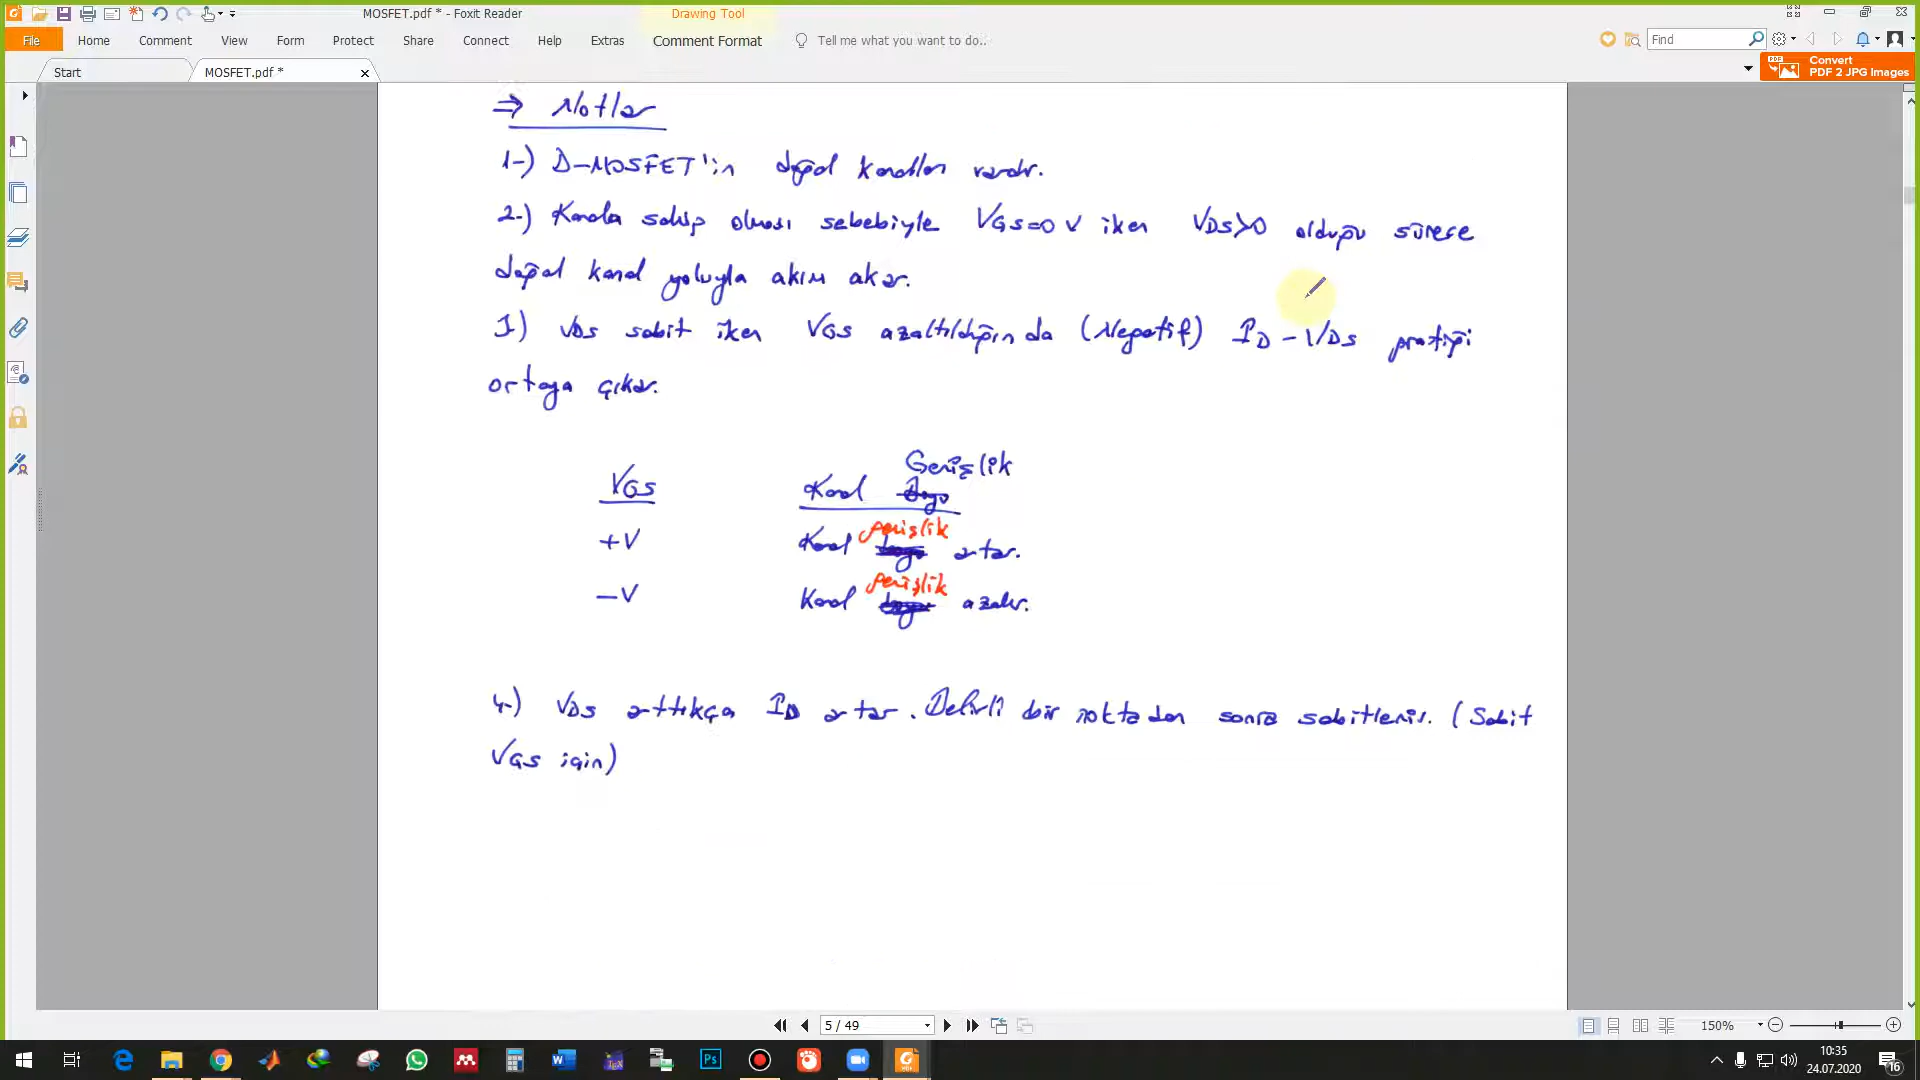 MOSFET.pdf * - Foxit Reader
Drawing Tool
File Home Comment View Form Protect Share Connect Help Extras Comment Format Tell me what you want to do.. Find
Start MOSFET.pdf *
Convert
PDF 2 JPG Images
⇒ Notlar
1-) D-MOSFET'in doğal kanalları vardır.
2-) Kanala sahip olması sebebiyle VGS=0 V iken VDS>0 olduğu sürece
doğal kanal yoluyla akım akar.
3) VDS sabit iken VGS azaltıldığında (Negatif) ID - VDS grafiği
ortaya çıkar.
Genişlik
VGS Kanal
genişlik
+V Kanal artar.
genişlik
-V Kanal azalır.
4-) VDS arttıkça ID artar. Belirli bir noktadan sonra sabitlenir. (Sabit
VGS için)
5 / 49
150%
10:35
24.07.2020
16